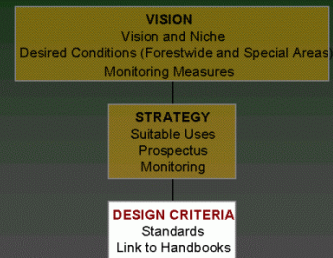 VISION
Vision and Niche
Desired Conditions (Forestwide and Special Areas)
Monitoring Measures
STRATEGY
Suitable Uses
Prospectus
Monitoring
DESIGN CRITERIA
Standards
Link to Handbooks